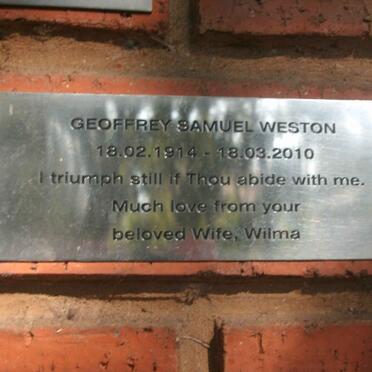 GEOFFREY SAMUEL WESTON
18.02.1914 - 18.03.2010
I triumph still if Thou abide with me.
Much love from your
beloved Wife, Wilma